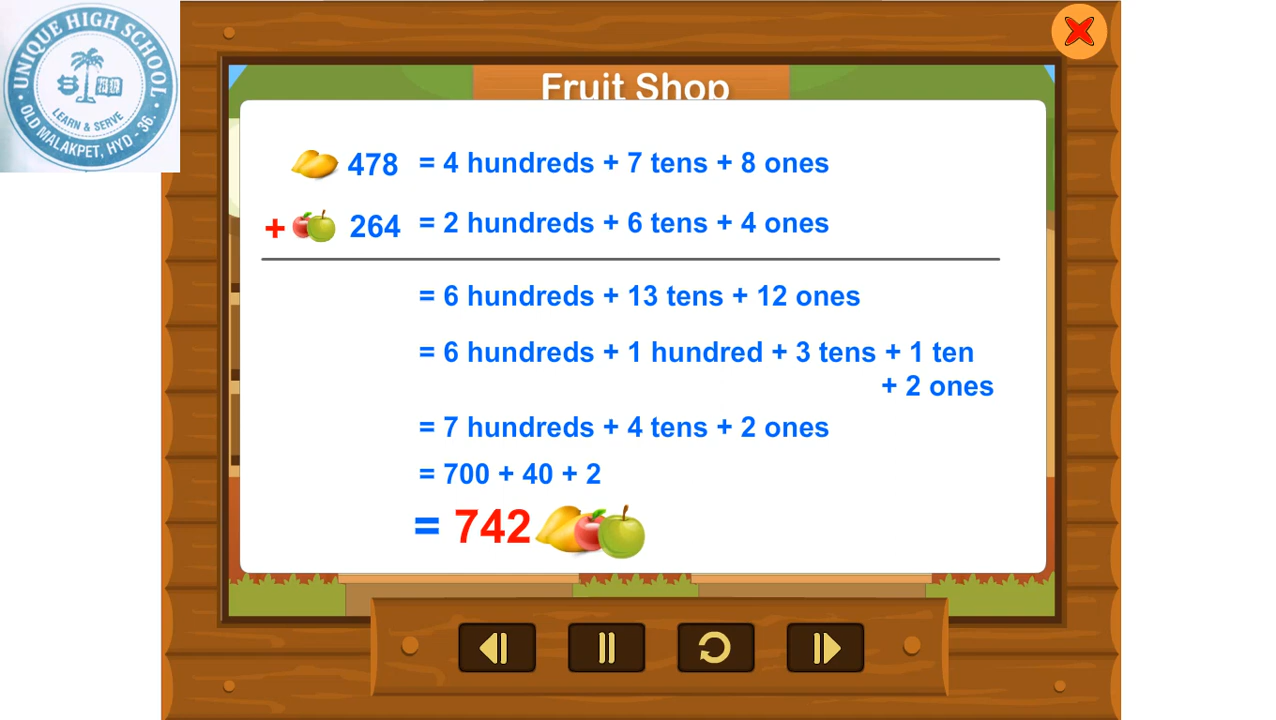 UNIQUE HIGH SCHOOL
LEARN & SERVE
OLD MALAKPET, HYD - 36.
Fruit Shop
478 = 4 hundreds + 7 tens + 8 ones
+ 264 = 2 hundreds + 6 tens + 4 ones
= 6 hundreds + 13 tens + 12 ones
= 6 hundreds + 1 hundred + 3 tens + 1 ten
+ 2 ones
= 7 hundreds + 4 tens + 2 ones
= 700 + 40 + 2
= 742